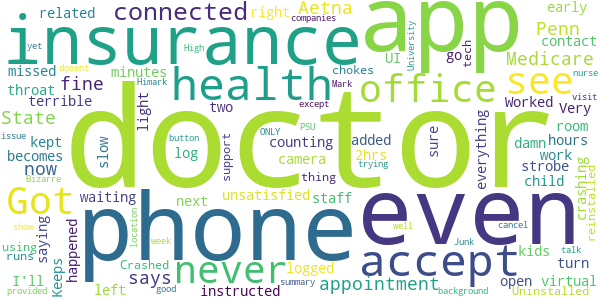 related connected right Aetna companies University early
insurance app Penn
missed yet High Himark minutes UI contact
throat fine chokes go tech Medicare nurse
terrible health office see
State light two Mark Worked Very visit
issue kept doctor except added room
becomes slow log button ONLY PSU sure everything hours
now counting support camera 2hrs trying damn work
Bizarre thing strobe
Got phone even child crashing reinstalled
waiting next unsatisfied staff
saying happened never accept
show using location week logged well kids
I'll Keeps says instructed appointment open turn
runs Crashed good summary Junk cancel talk virtual
provided left background Uninstalled
dosent